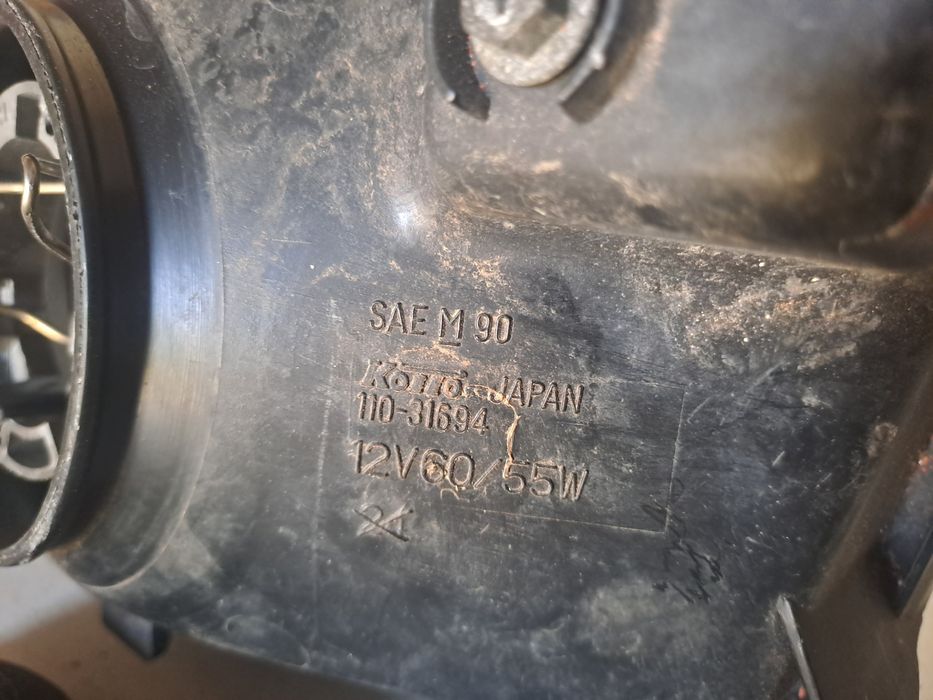 SAE M 90
KOITO JAPAN
110-31694
12V60/55W